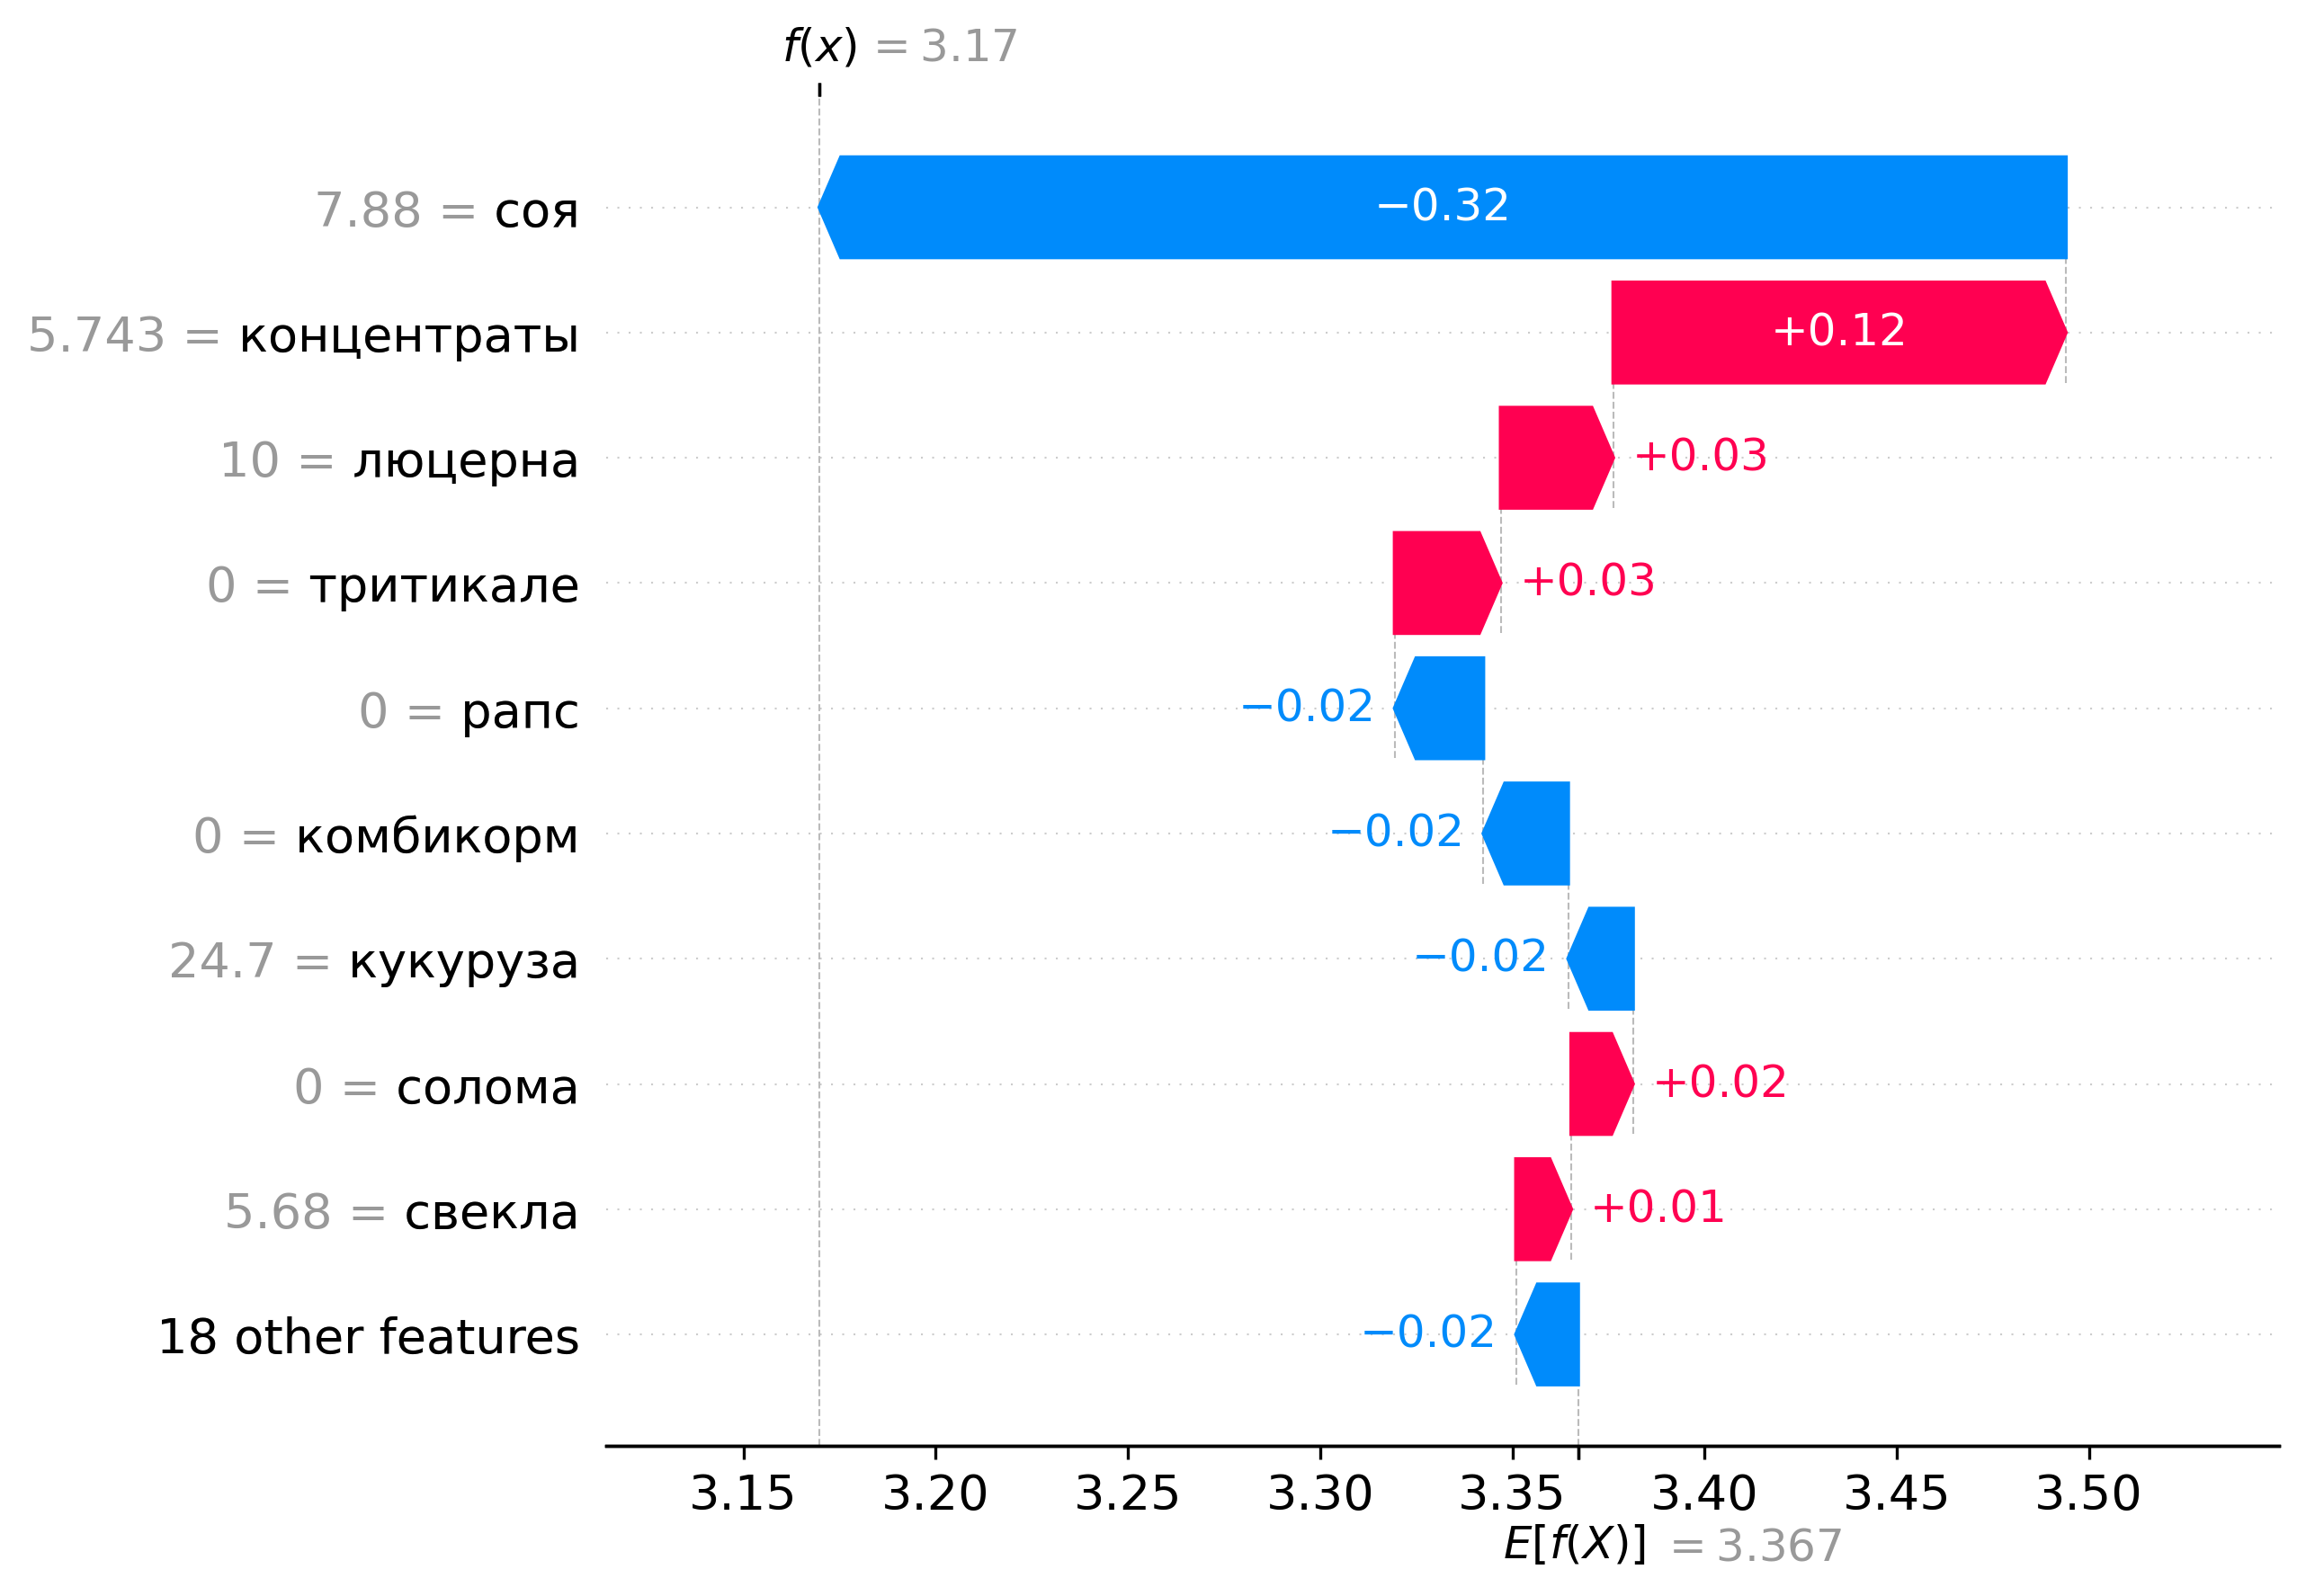 f(x) = 3.17
7.88 = соя
−0.32
5.743 = концентраты
+0.12
10 = люцерна
+0.03
0 = тритикале
+0.03
0 = рапс
−0.02
0 = комбикорм
−0.02
24.7 = кукуруза
−0.02
0 = солома
+0.02
5.68 = свекла
+0.01
18 other features
−0.02
3.15 3.20 3.25 3.30 3.35 3.40 3.45 3.50
E[f(X)] = 3.367